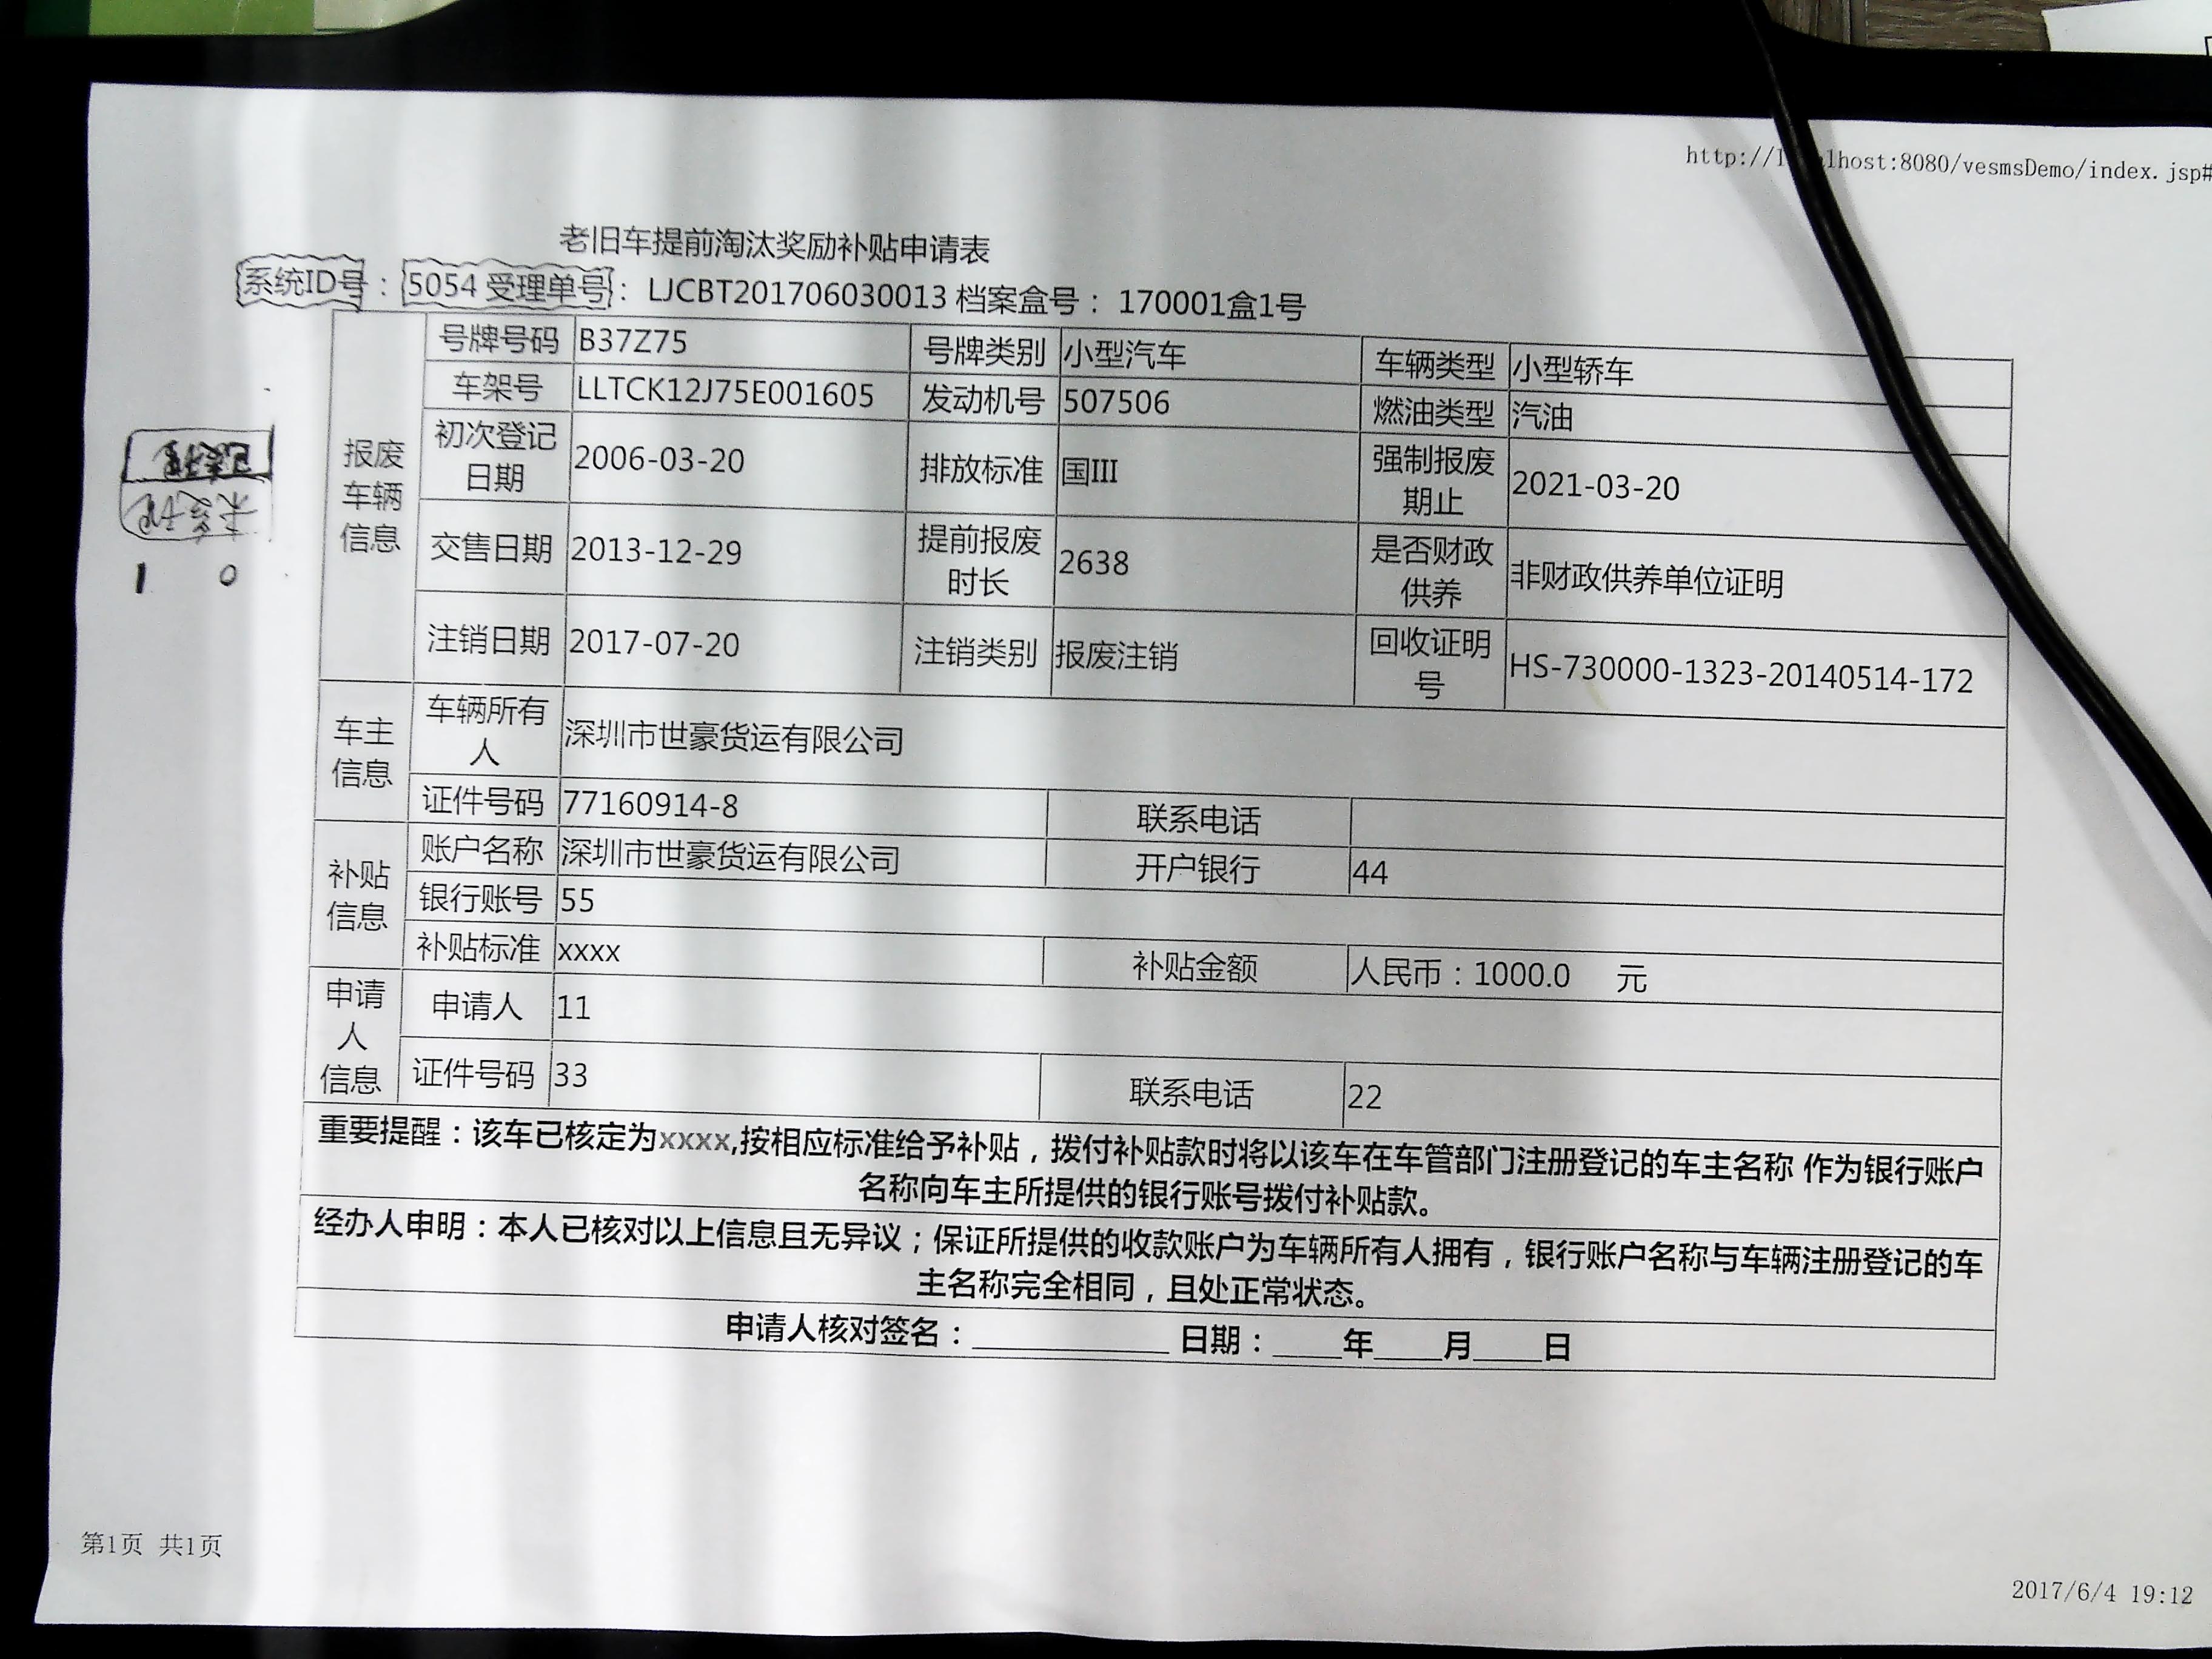 http://l lhost:8080/vesmsDemo/index.jsp#
老旧车提前淘汰奖励补贴申请表
系统ID号：5054 受理单号：LJCBT201706030013 档案盒号：170001盒1号
报废车辆信息
号牌号码 B37Z75 号牌类别 小型汽车 车辆类型 小型轿车
车架号 LLTCK12J75E001605 发动机号 507506 燃油类型 汽油
初次登记日期 2006-03-20 排放标准 国III 强制报废期止 2021-03-20
交售日期 2013-12-29 提前报废时长 2638 是否财政供养 非财政供养单位证明
注销日期 2017-07-20 注销类别 报废注销 回收证明号 HS-730000-1323-20140514-172
车主信息
车辆所有人 深圳市世豪货运有限公司
证件号码 77160914-8 联系电话
补贴信息
账户名称 深圳市世豪货运有限公司 开户银行 44
银行账号 55
补贴标准 xxxx 补贴金额 人民币：1000.0 元
申请人信息
申请人 11
证件号码 33 联系电话 22
重要提醒：该车已核定为xxxx,按相应标准给予补贴，拨付补贴款时将以该车在车管部门注册登记的车主名称 作为银行账户
名称向车主所提供的银行账号拨付补贴款。
经办人申明：本人已核对以上信息且无异议；保证所提供的收款账户为车辆所有人拥有，银行账户名称与车辆注册登记的车
主名称完全相同，且处正常状态。
申请人核对签名：____________ 日期：____年____月____日
1 0
第1页 共1页
2017/6/4 19:12